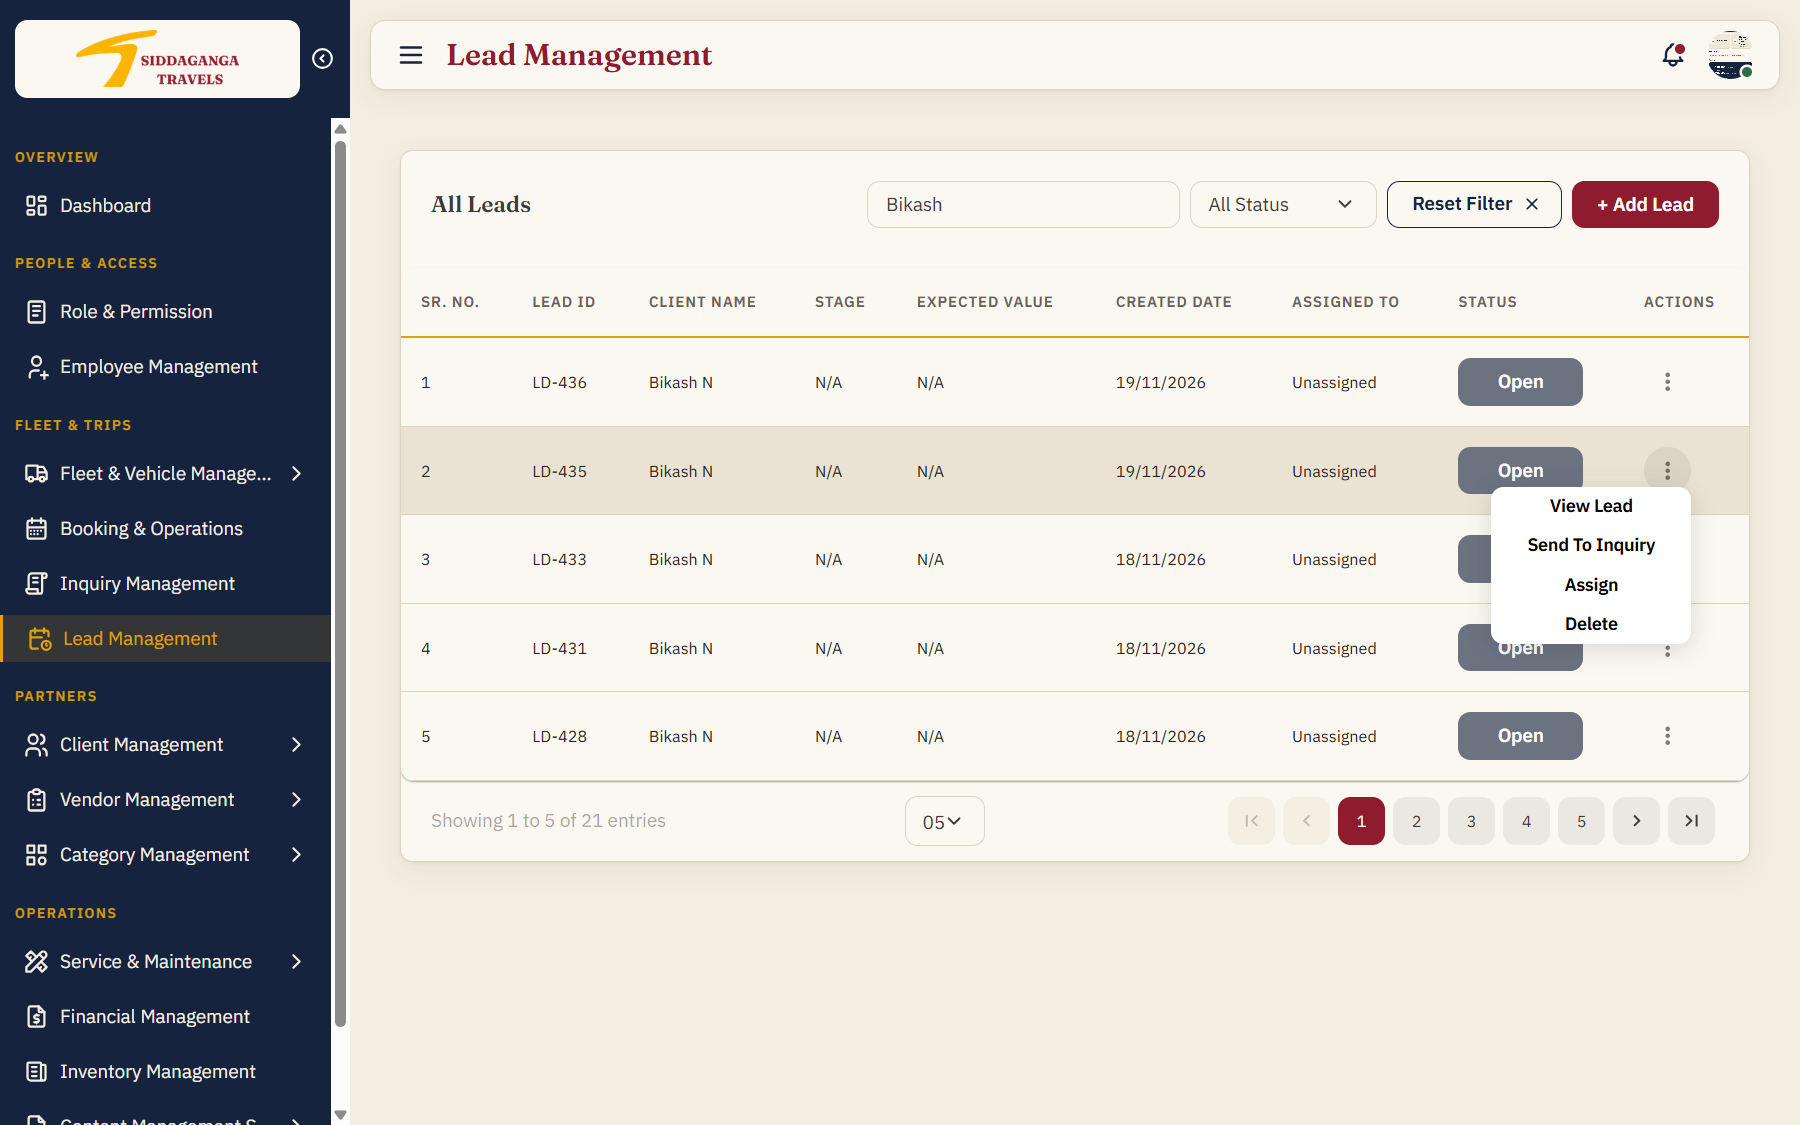 SIDDAGANGA
TRAVELS
OVERVIEW
Dashboard
PEOPLE & ACCESS
Role & Permission
Employee Management
FLEET & TRIPS
Fleet & Vehicle Manage...
Booking & Operations
Inquiry Management
Lead Management
PARTNERS
Client Management
Vendor Management
Category Management
OPERATIONS
Service & Maintenance
Financial Management
Inventory Management
Content Management S...
Lead Management
All Leads
Bikash
All Status
Reset Filter
+ Add Lead
SR. NO. LEAD ID CLIENT NAME STAGE EXPECTED VALUE CREATED DATE ASSIGNED TO STATUS ACTIONS
1 LD-436 Bikash N N/A N/A 19/11/2026 Unassigned Open
2 LD-435 Bikash N N/A N/A 19/11/2026 Unassigned Open
View Lead
Send To Inquiry
Assign
Delete
3 LD-433 Bikash N N/A N/A 18/11/2026 Unassigned
4 LD-431 Bikash N N/A N/A 18/11/2026 Unassigned Open
5 LD-428 Bikash N N/A N/A 18/11/2026 Unassigned Open
Showing 1 to 5 of 21 entries
05
1 2 3 4 5